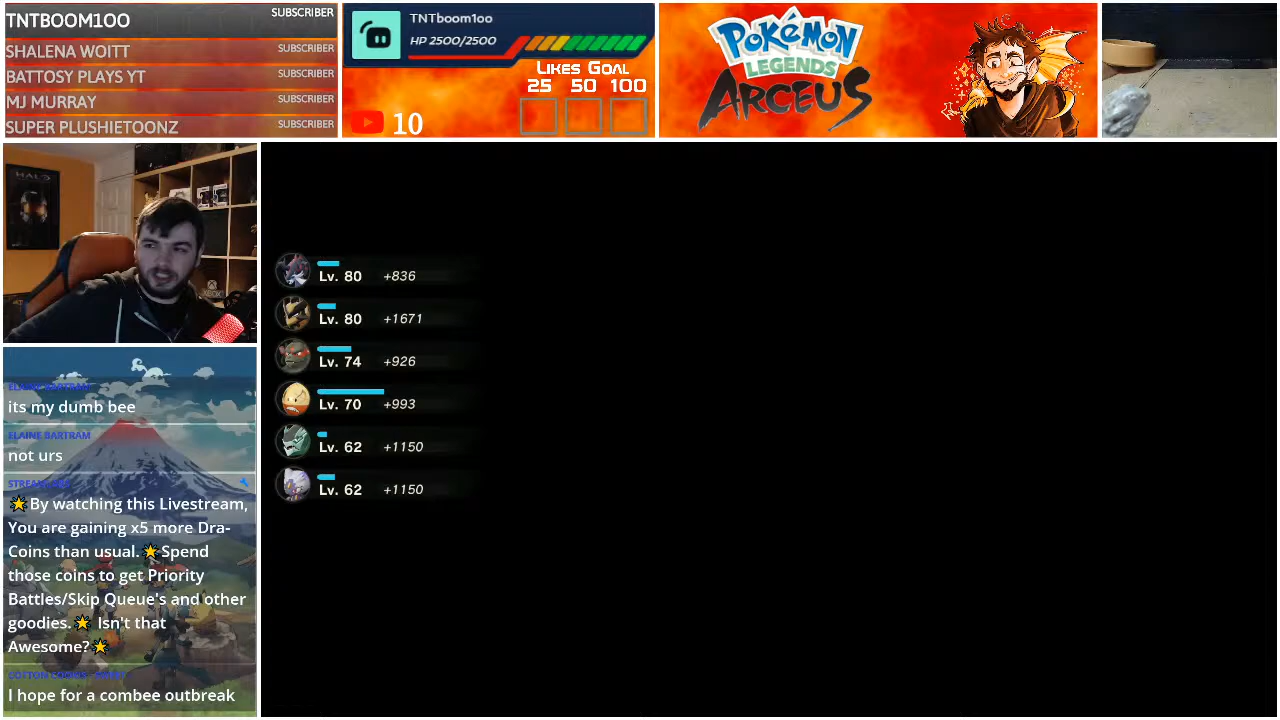 TNTBOOM1OO SUBSCRIBER
SHALENA WOITT SUBSCRIBER
BATTOSY PLAYS YT SUBSCRIBER
MJ MURRAY SUBSCRIBER
SUPER PLUSHIETOONZ SUBSCRIBER
TNTboom1oo
HP 2500/2500
LIKES GOAL
25 50 100
10
POKéMON
LEGENDS
ARCEUS
HALO
XBOX
Lv. 80 +836
Lv. 80 +1671
Lv. 74 +926
Lv. 70 +993
Lv. 62 +1150
Lv. 62 +1150
ELAINE BARTRAM
its my dumb bee
ELAINE BARTRAM
not urs
🌟By watching this Livestream,
You are gaining x5 more Dra-
Coins than usual.🌟Spend
those coins to get Priority
Battles/Skip Queue's and other
goodies.🌟 Isn't that
Awesome?🌟
I hope for a combee outbreak